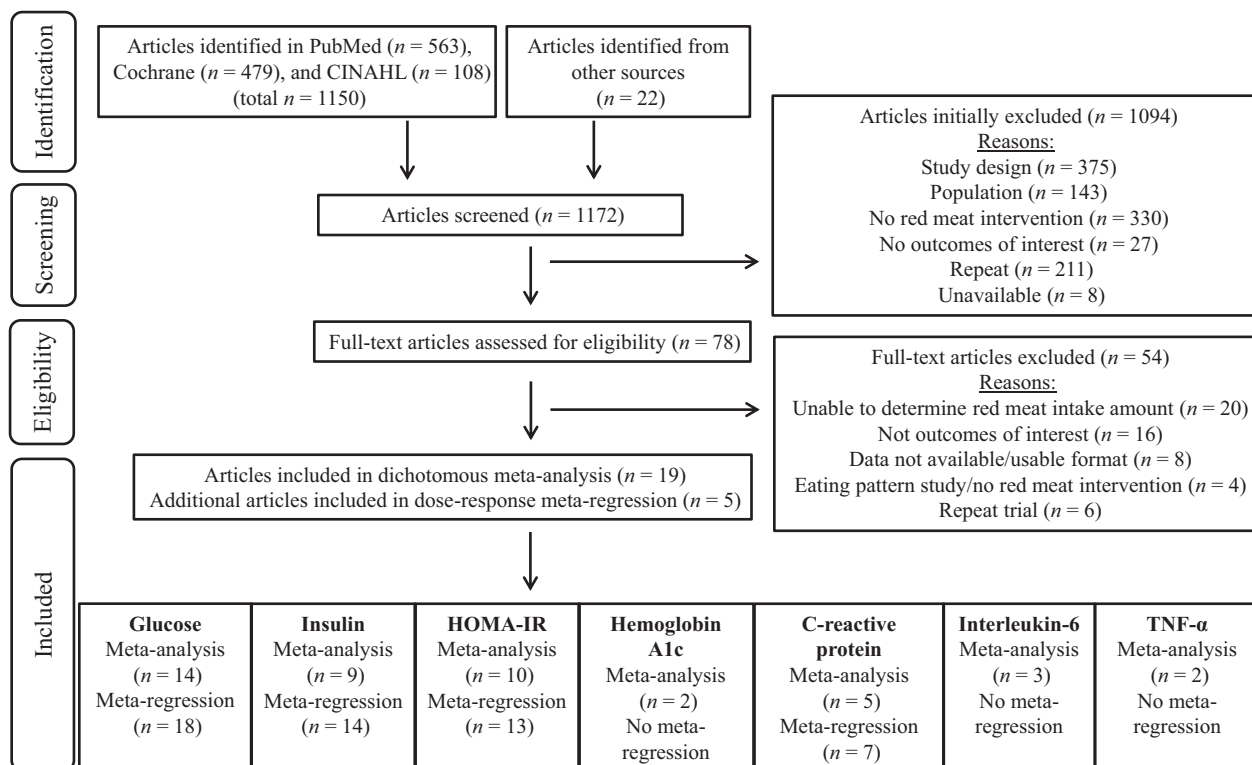 Identification
Articles identified in PubMed (n = 563),
Cochrane (n = 479), and CINAHL (n = 108)
(total n = 1150)
Articles identified from
other sources
(n = 22)
Articles initially excluded (n = 1094)
Reasons:
Study design (n = 375)
Population (n = 143)
No red meat intervention (n = 330)
No outcomes of interest (n = 27)
Repeat (n = 211)
Unavailable (n = 8)
Screening
Articles screened (n = 1172)
Eligibility
Full-text articles assessed for eligibility (n = 78)
Full-text articles excluded (n = 54)
Reasons:
Unable to determine red meat intake amount (n = 20)
Not outcomes of interest (n = 16)
Data not available/usable format (n = 8)
Eating pattern study/no red meat intervention (n = 4)
Repeat trial (n = 6)
Included
Articles included in dichotomous meta-analysis (n = 19)
Additional articles included in dose-response meta-regression (n = 5)
Glucose
Meta-analysis
(n = 14)
Meta-regression
(n = 18)
Insulin
Meta-analysis
(n = 9)
Meta-regression
(n = 14)
HOMA-IR
Meta-analysis
(n = 10)
Meta-regression
(n = 13)
Hemoglobin
A1c
Meta-analysis
(n = 2)
No meta-
regression
C-reactive
protein
Meta-analysis
(n = 5)
Meta-regression
(n = 7)
Interleukin-6
Meta-analysis
(n = 3)
No meta-
regression
TNF-α
Meta-analysis
(n = 2)
No meta-
regression